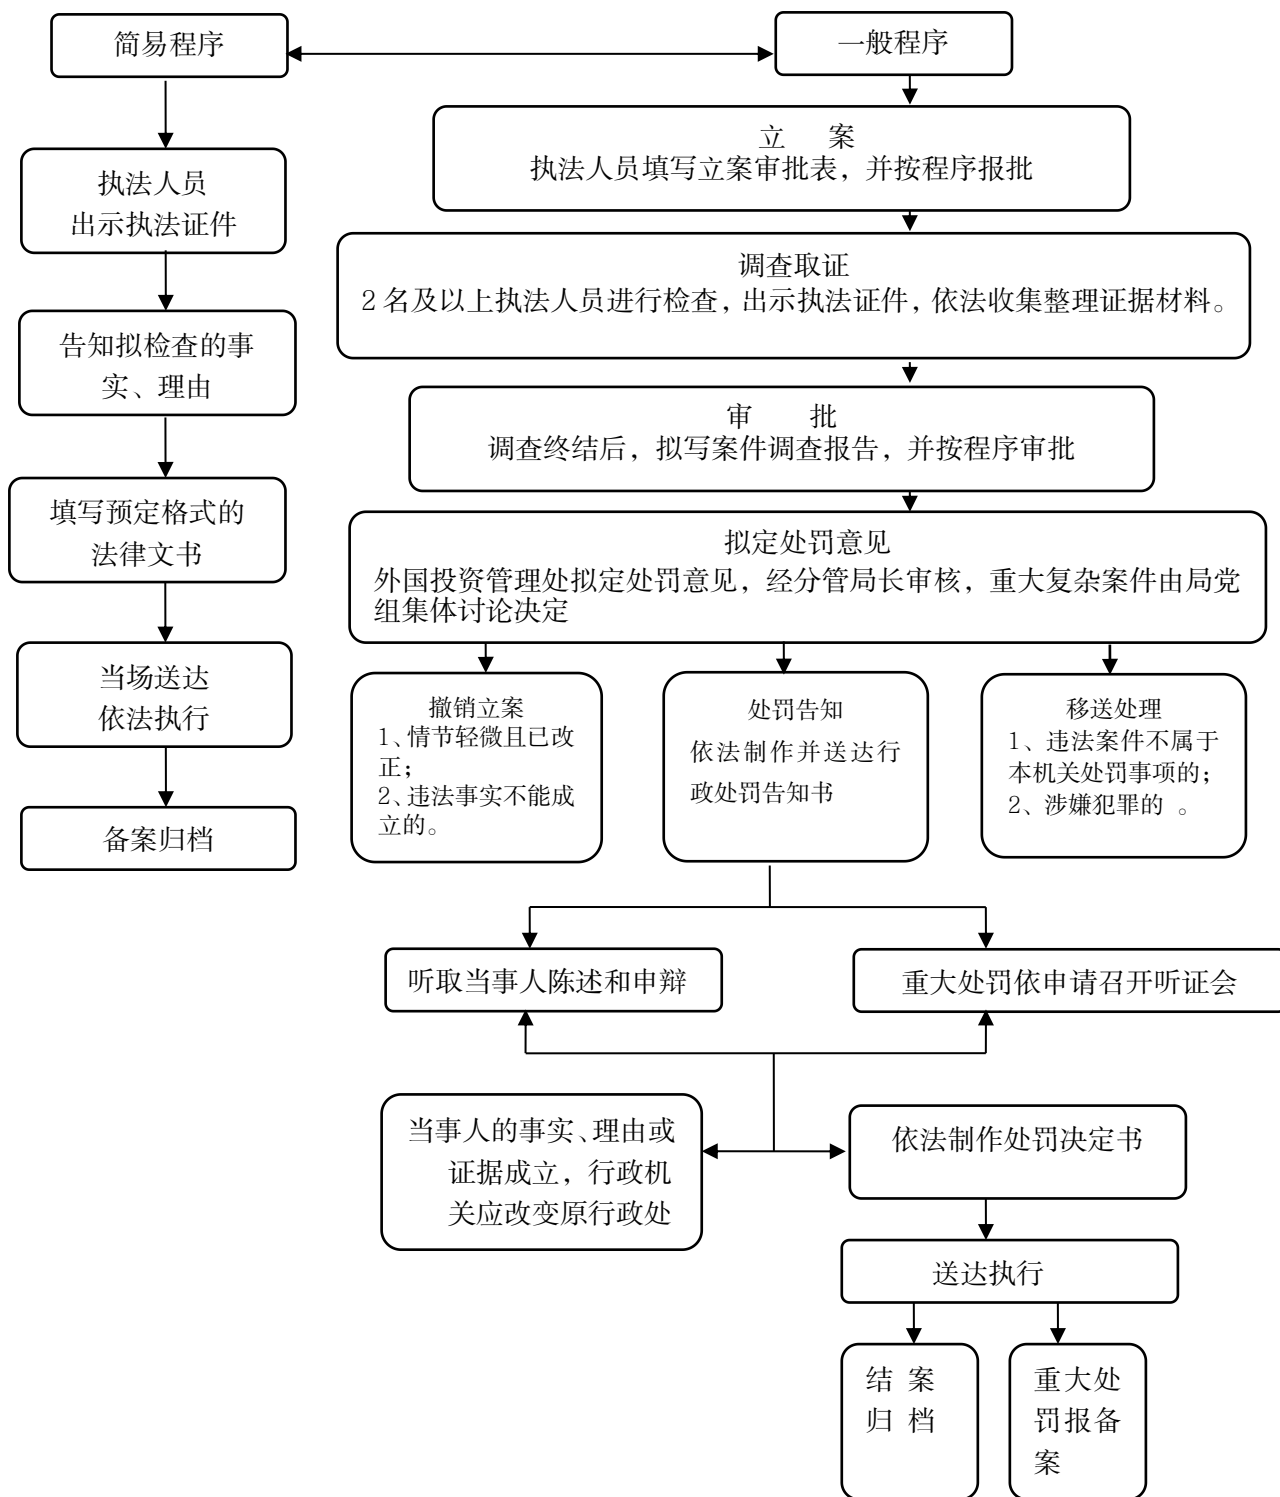 简易程序
一般程序
执法人员
出示执法证件
告知拟检查的事
实、理由
填写预定格式的
法律文书
当场送达
依法执行
备案归档
立 案
执法人员填写立案审批表，并按程序报批
调查取证
2 名及以上执法人员进行检查，出示执法证件，依法收集整理证据材料。
审 批
调查终结后，拟写案件调查报告，并按程序审批
拟定处罚意见
外国投资管理处拟定处罚意见，经分管局长审核，重大复杂案件由局党
组集体讨论决定
撤销立案
1、情节轻微且已改
正；
2、违法事实不能成
立的。
处罚告知
依法制作并送达行
政处罚告知书
移送处理
1、违法案件不属于
本机关处罚事项的；
2、涉嫌犯罪的 。
听取当事人陈述和申辩
重大处罚依申请召开听证会
当事人的事实、理由或
证据成立，行政机
关应改变原行政处
依法制作处罚决定书
送达执行
结 案
归 档
重大处
罚报备
案